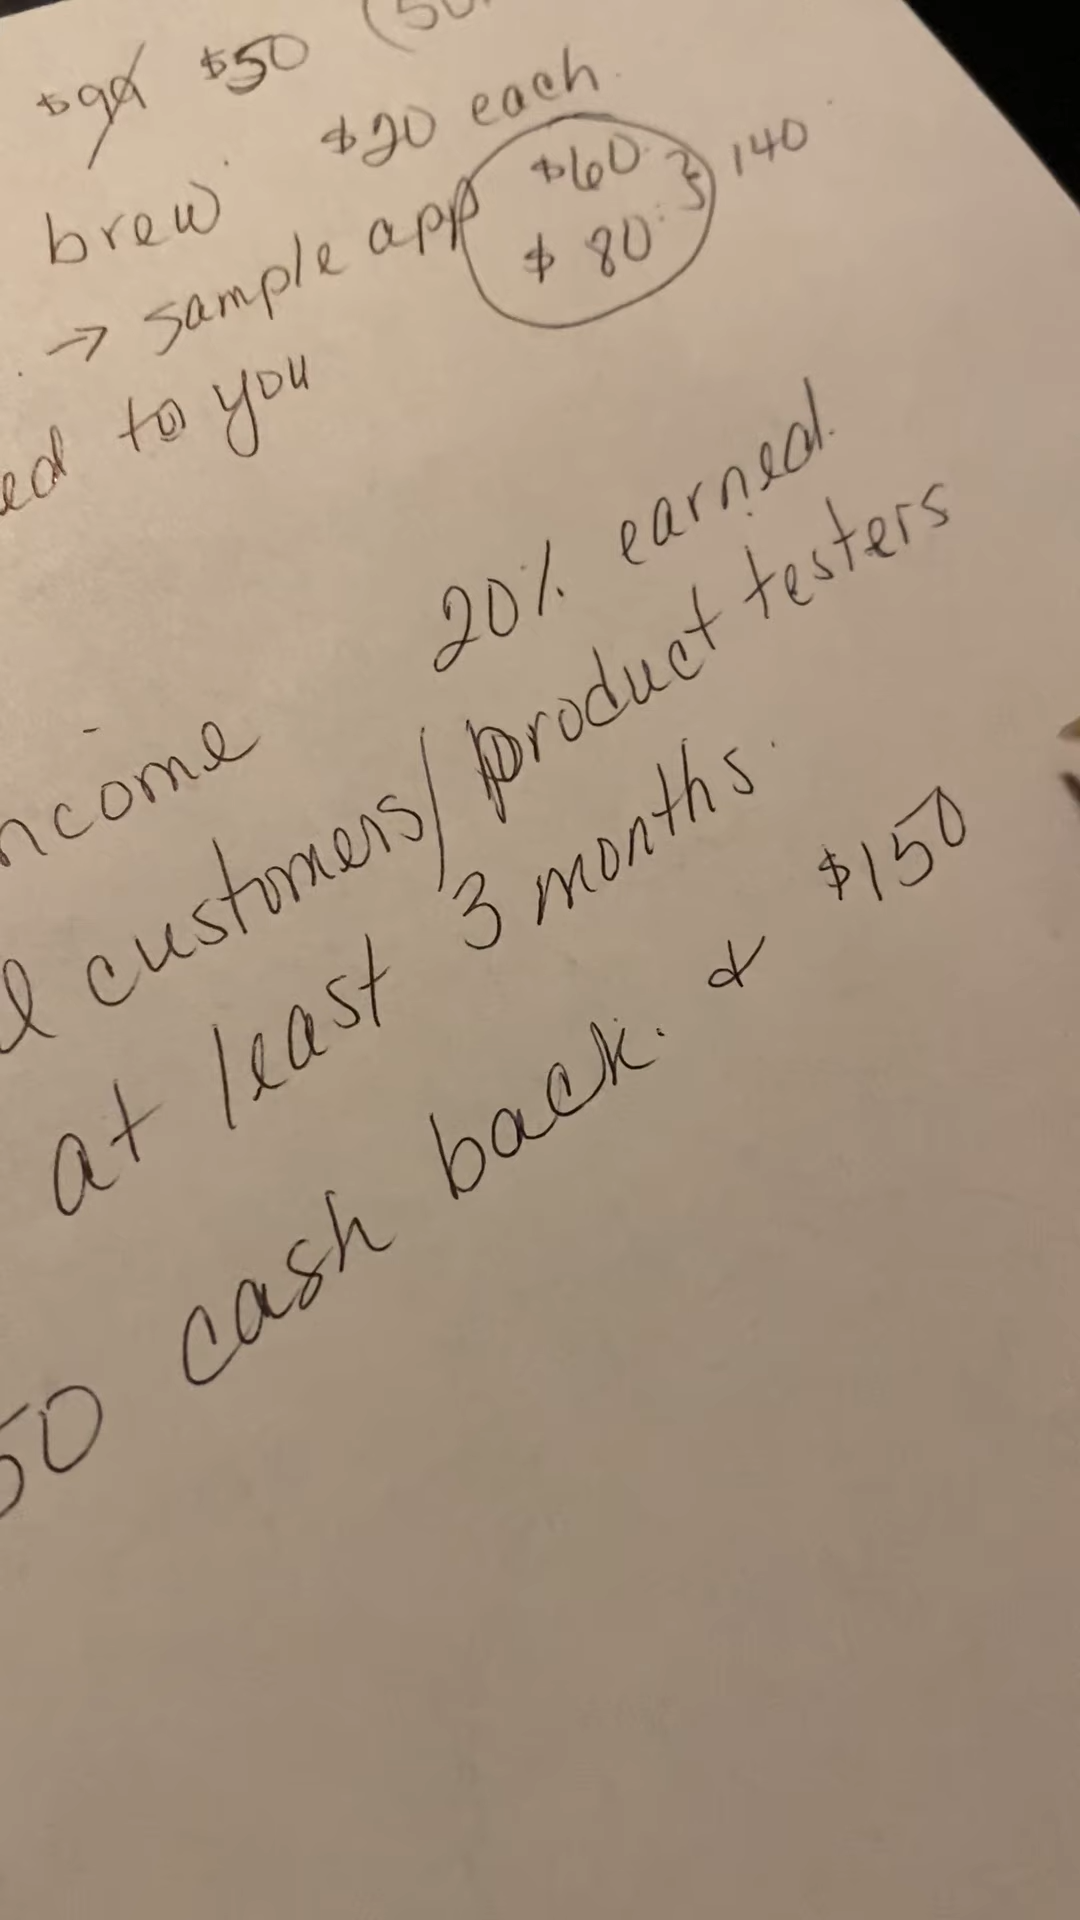 $99 $50 (50
brew $20 each
→ sample app $60 } 140
$80
ed to you
20% earned.
ncome
l customers/product testers
at least 3 months.
50 cash back. & $150